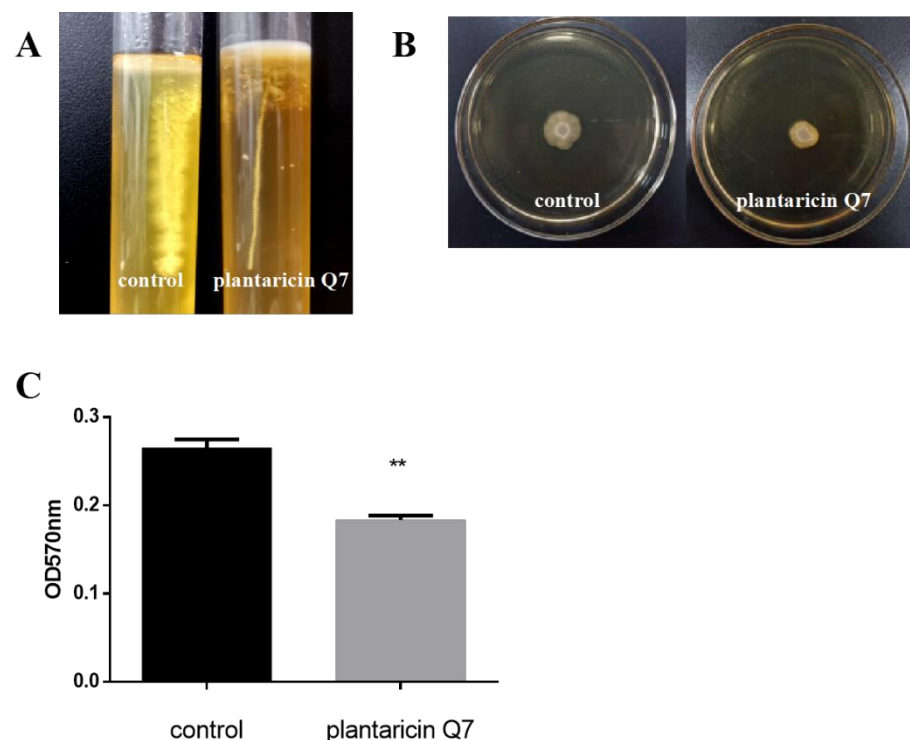 A
control
plantaricin Q7
B
control
plantaricin Q7
C
0.3
0.2
0.1
0.0
OD570nm
**
control
plantaricin Q7